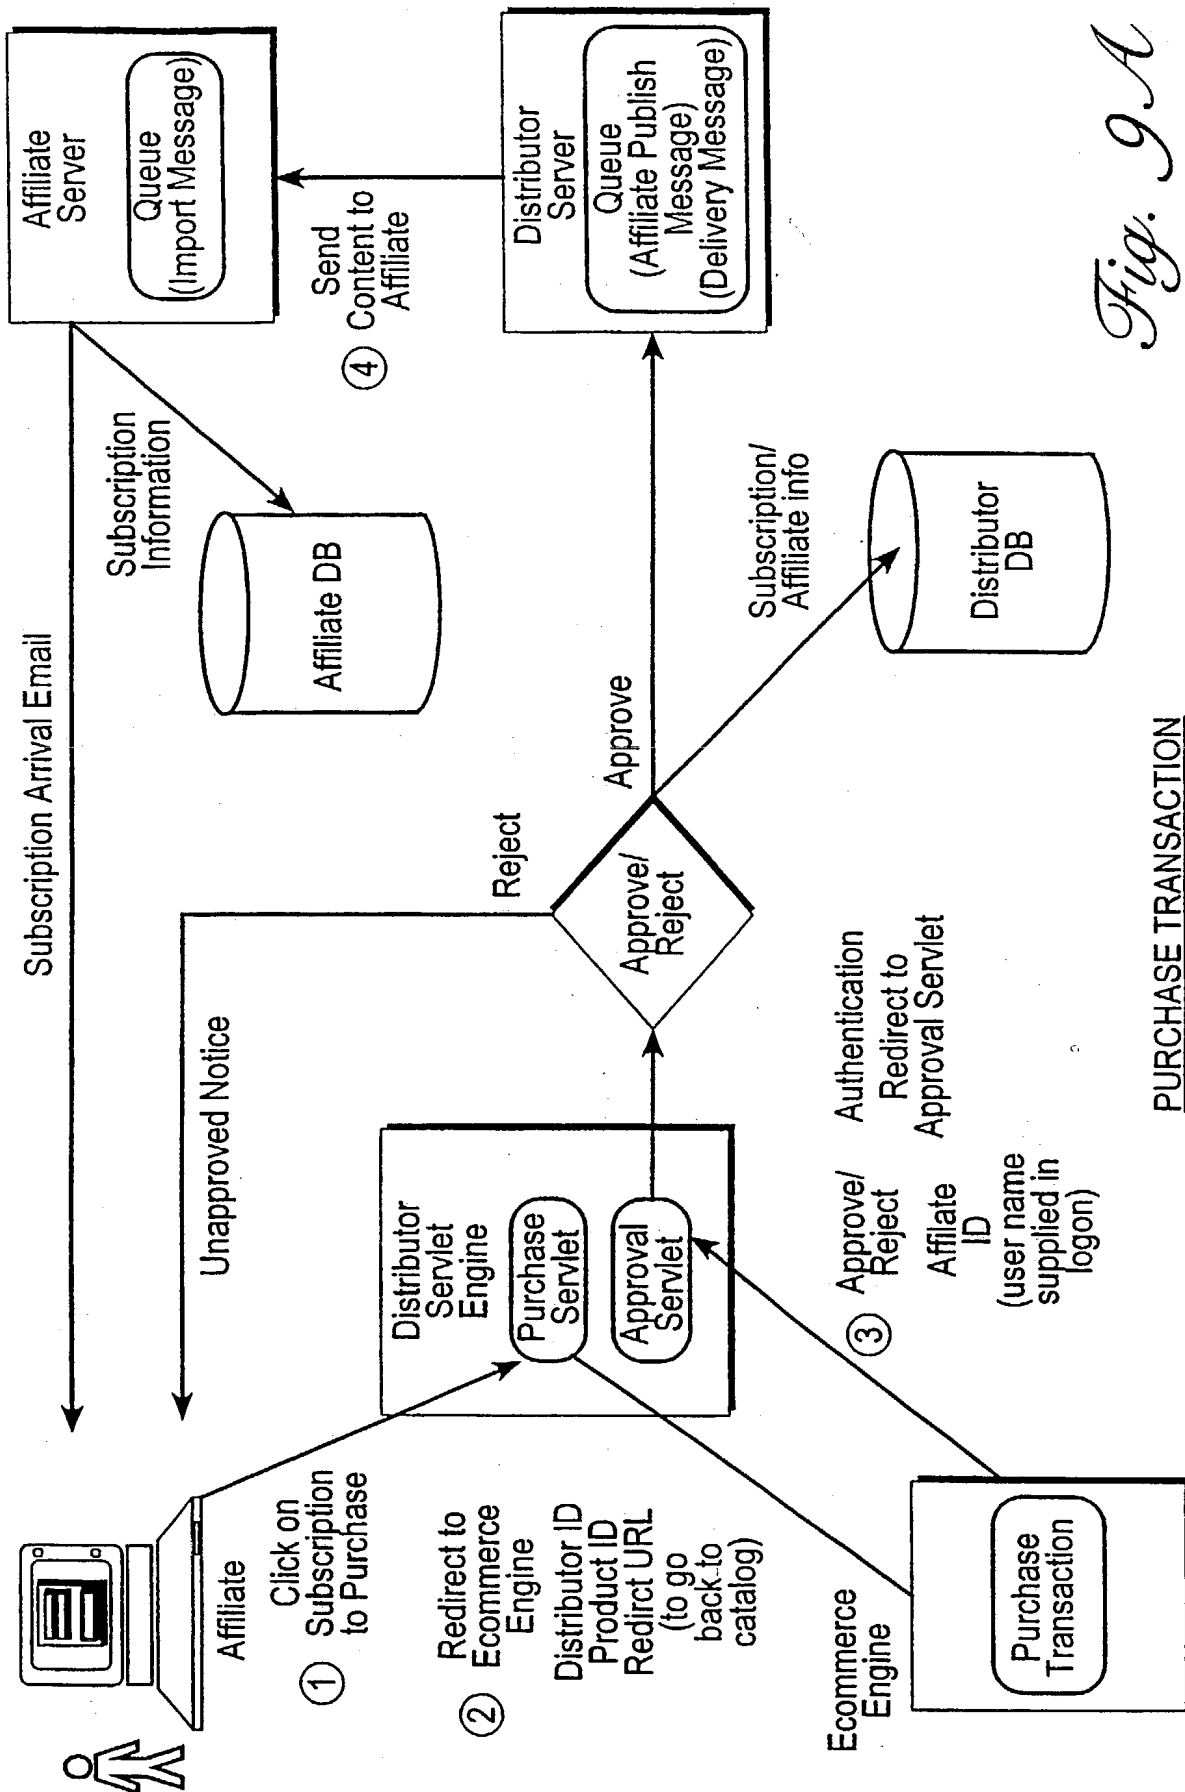 Affiliate
①
Click on
Subscription
to Purchase
②
Redirect to
Ecommerce
Engine
Distributor ID
Product ID
Redirct URL
(to go
back to
catalog)
Ecommerce
Engine
Purchase
Transaction
Subscription Arrival Email
Unapproved Notice
Distributor
Servlet
Engine
Purchase
Servlet
Approval
Servlet
③
Approve/
Reject
Affiliate
ID
(user name
supplied in
logon)
Authentication
Redirect to
Approval Servlet
Approve/
Reject
Reject
Approve
Subscription
Information
Affiliate DB
Subscription/
Affiliate info
Distributor
DB
Affiliate
Server
Queue
(Import Message)
④
Send
Content to
Affiliate
Distributor
Server
Queue
(Affiliate Publish
Message)
(Delivery Message)
PURCHASE TRANSACTION
Fig. 9A